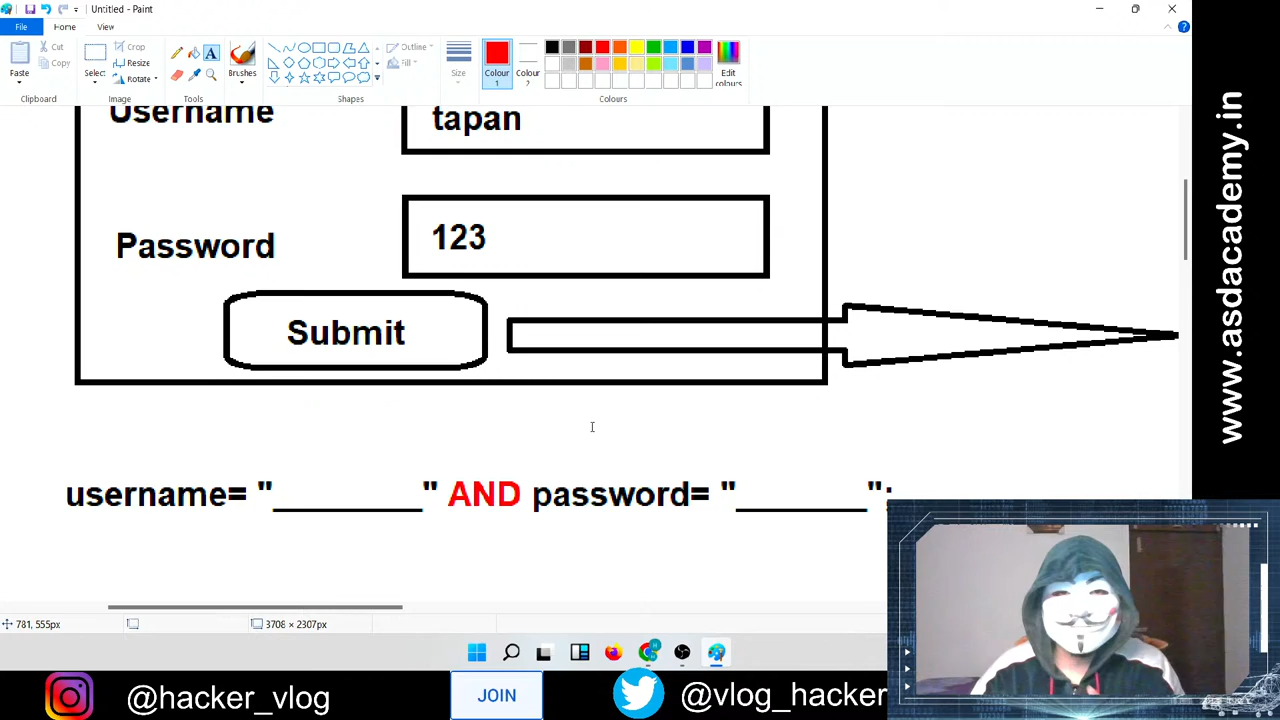 Untitled - Paint
File Home View
Paste
Cut
Copy
Clipboard
Select
Crop
Resize
Rotate
Image
A
Tools
Brushes
Outline
Fill
Shapes
Size
Colour 1
Colour 2
Edit colours
Colours
Username tapan
Password 123
Submit
username= "________" AND password= "_______";
781, 555px
3708 × 2307px
@hacker_vlog
JOIN
@vlog_hacker
www.asdacademy.in